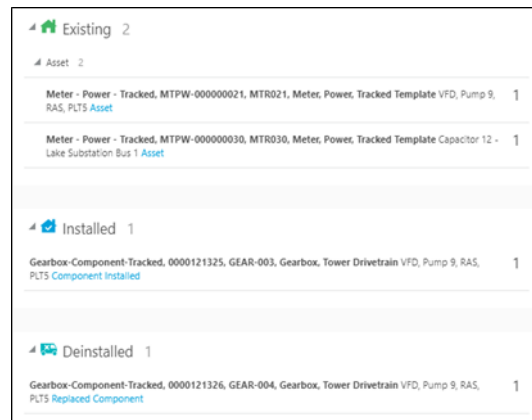 Existing 2
Asset 2
Meter - Power - Tracked, MTPW-000000021, MTR021, Meter, Power, Tracked Template VFD, Pump 9, 1
RAS, PLT5 Asset
Meter - Power - Tracked, MTPW-000000030, MTR030, Meter, Power, Tracked Template Capacitor 12 - 1
Lake Substation Bus 1 Asset
Installed 1
Gearbox-Component-Tracked, 0000121325, GEAR-003, Gearbox, Tower Drivetrain VFD, Pump 9, RAS, 1
PLT5 Component Installed
Deinstalled 1
Gearbox-Component-Tracked, 0000121326, GEAR-004, Gearbox, Tower Drivetrain VFD, Pump 9, RAS, 1
PLT5 Replaced Component